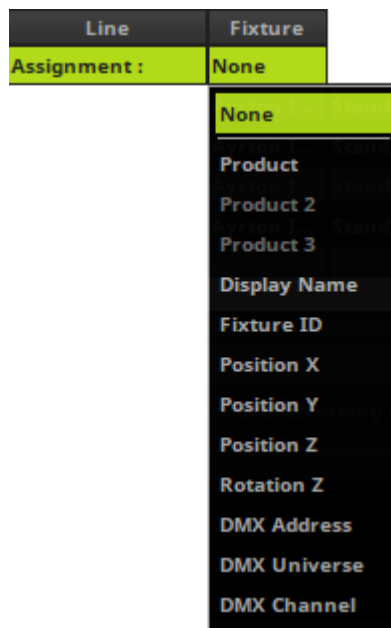 Line Fixture
Assignment : None
None
Product
Product 2
Product 3
Display Name
Fixture ID
Position X
Position Y
Position Z
Rotation Z
DMX Address
DMX Universe
DMX Channel